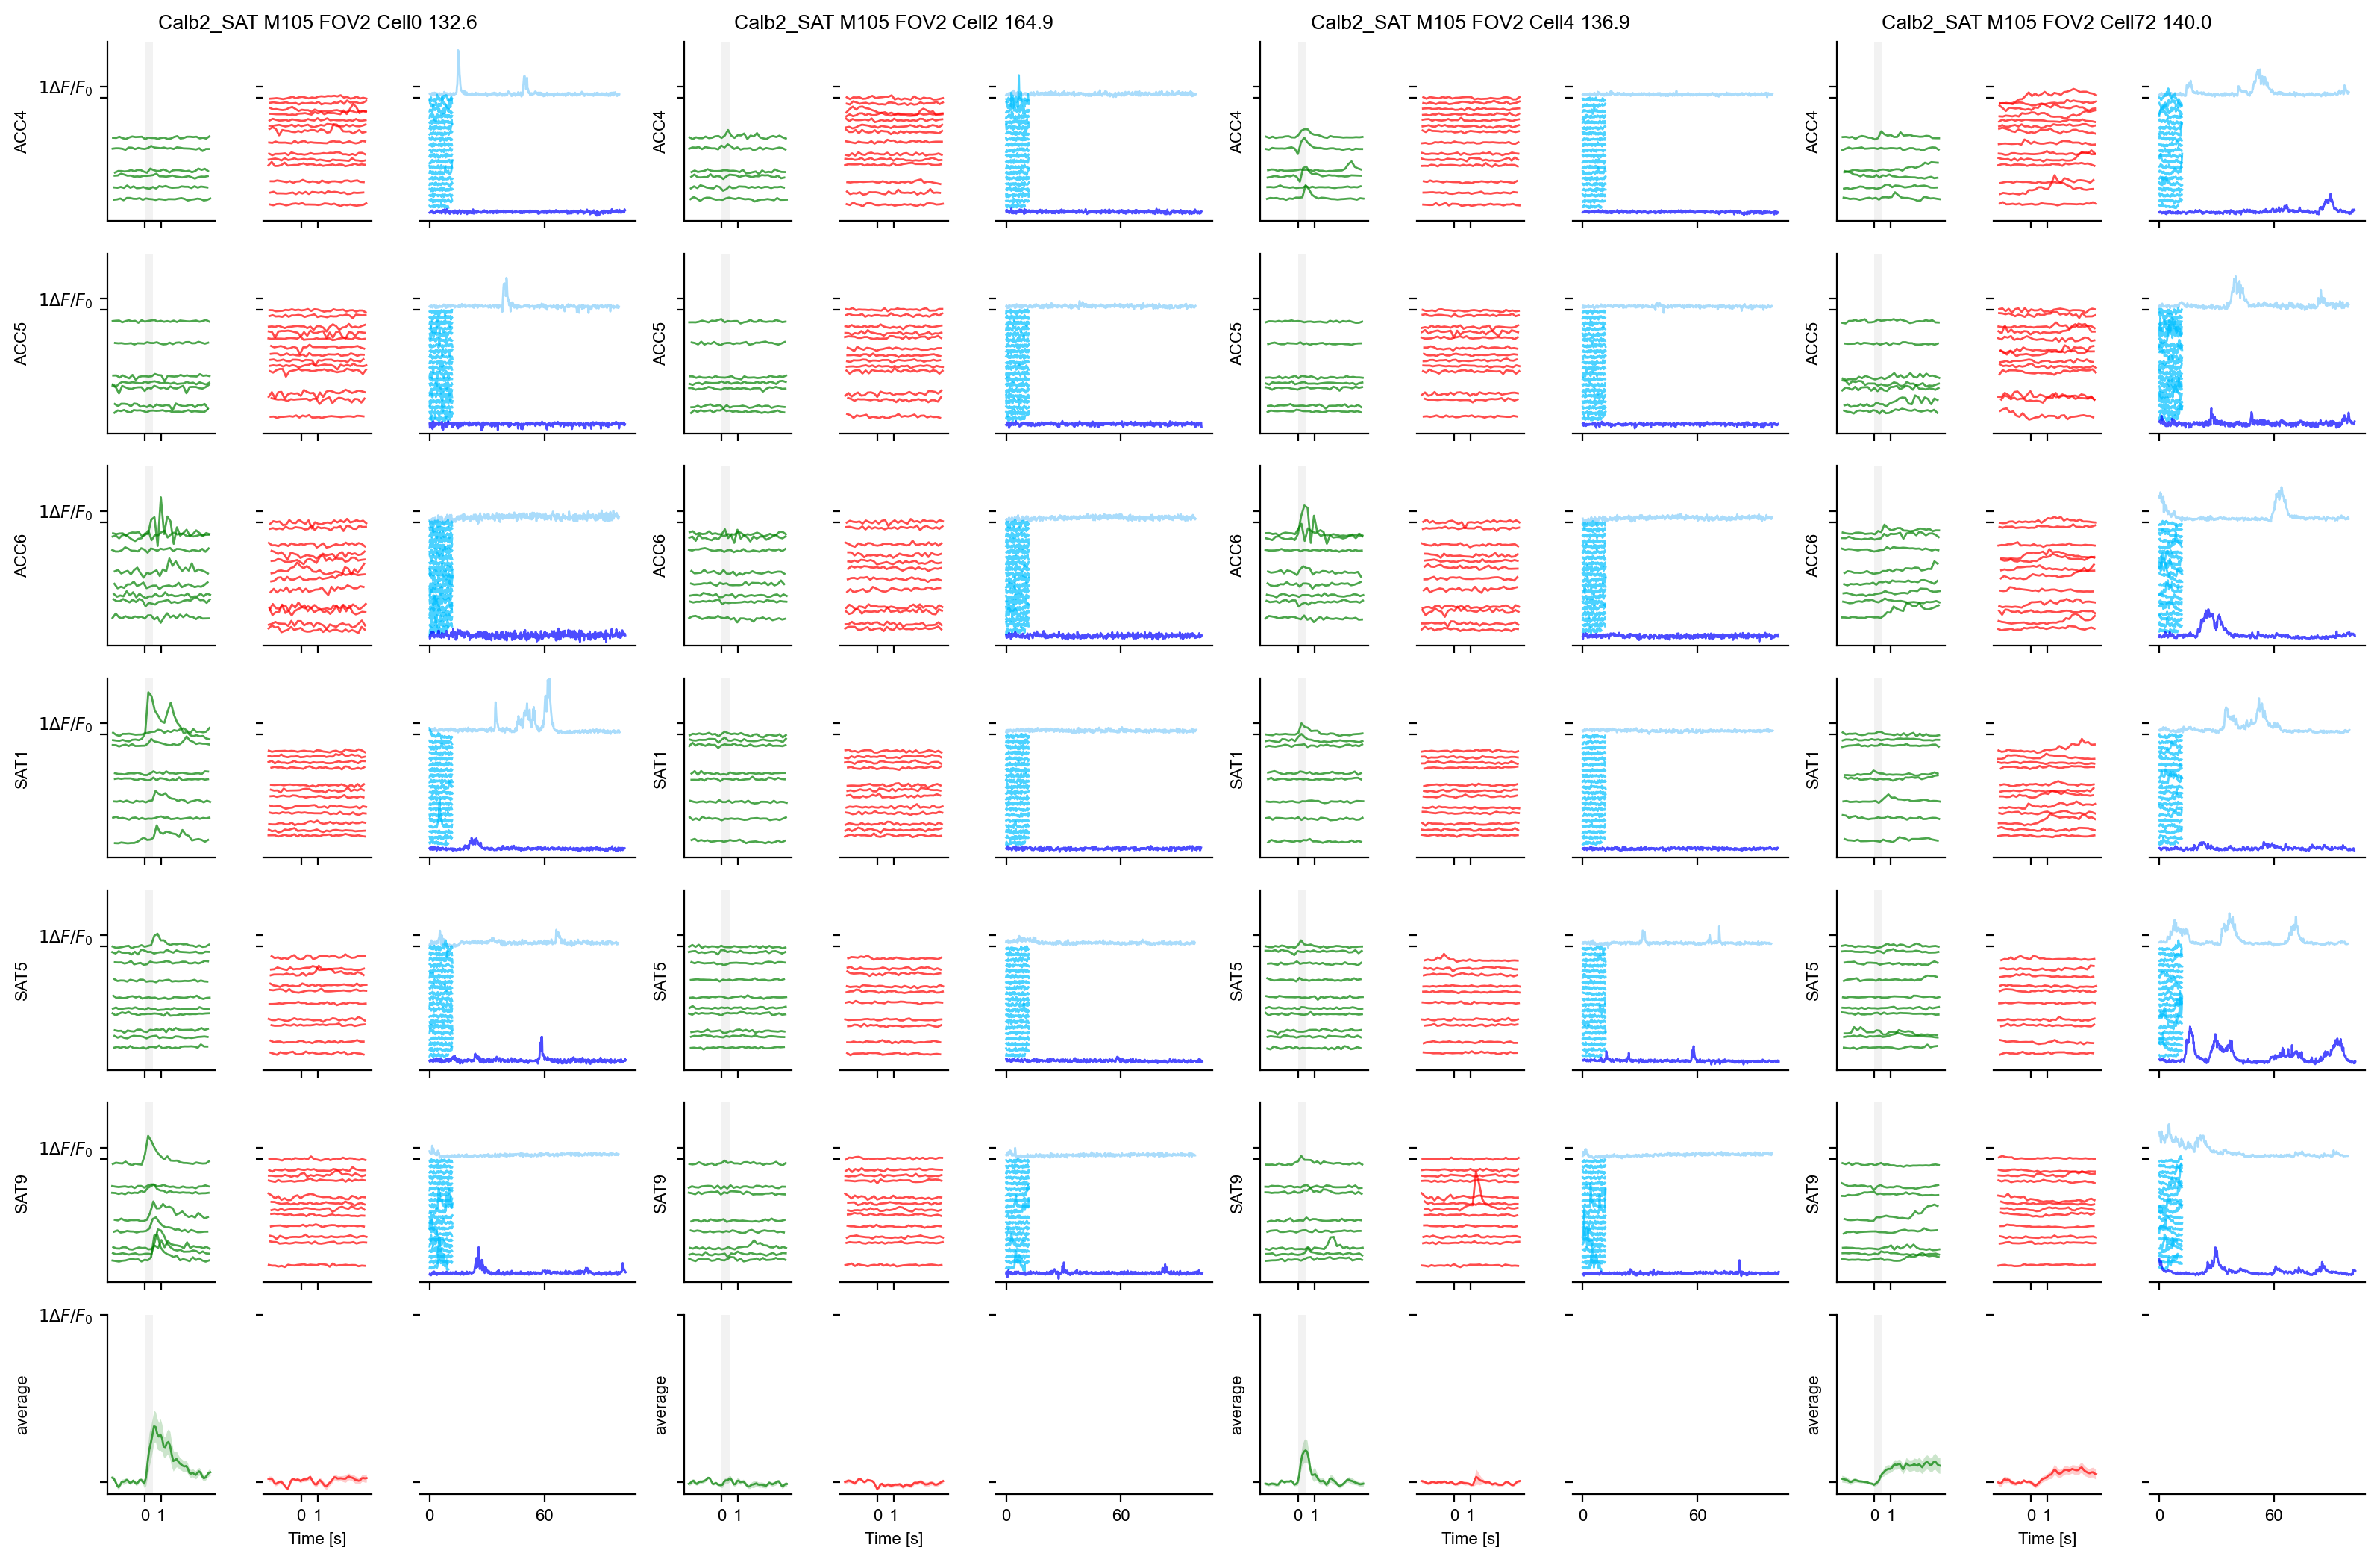 Calb2_SAT M105 FOV2 Cell0 132.6
Calb2_SAT M105 FOV2 Cell2 164.9
Calb2_SAT M105 FOV2 Cell4 136.9
Calb2_SAT M105 FOV2 Cell72 140.0
1ΔF/F₀
ACC4 ACC4 ACC4 ACC4
1ΔF/F₀
ACC5 ACC5 ACC5 ACC5
1ΔF/F₀
ACC6 ACC6 ACC6 ACC6
1ΔF/F₀
SAT1 SAT1 SAT1 SAT1
1ΔF/F₀
SAT5 SAT5 SAT5 SAT5
1ΔF/F₀
SAT9 SAT9 SAT9 SAT9
1ΔF/F₀
average average average average
0 1 0 1 0 60 0 1 0 1 0 60 0 1 0 1 0 60 0 1 0 1 0 60
Time [s] Time [s] Time [s] Time [s]